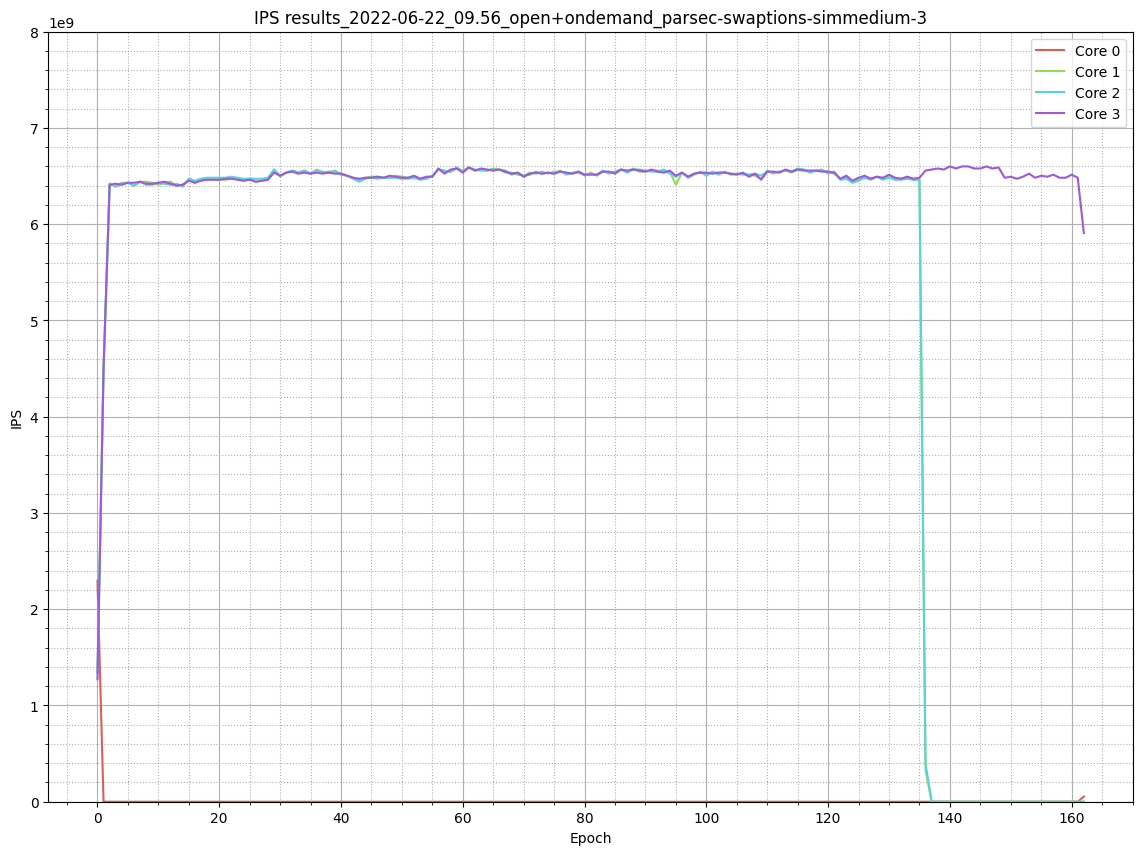 IPS results_2022-06-22_09.56_open+ondemand_parsec-swaptions-simmedium-3
1e9
8
7
6
5
4
3
2
1
0
IPS
Core 0
Core 1
Core 2
Core 3
0 20 40 60 80 100 120 140 160
Epoch